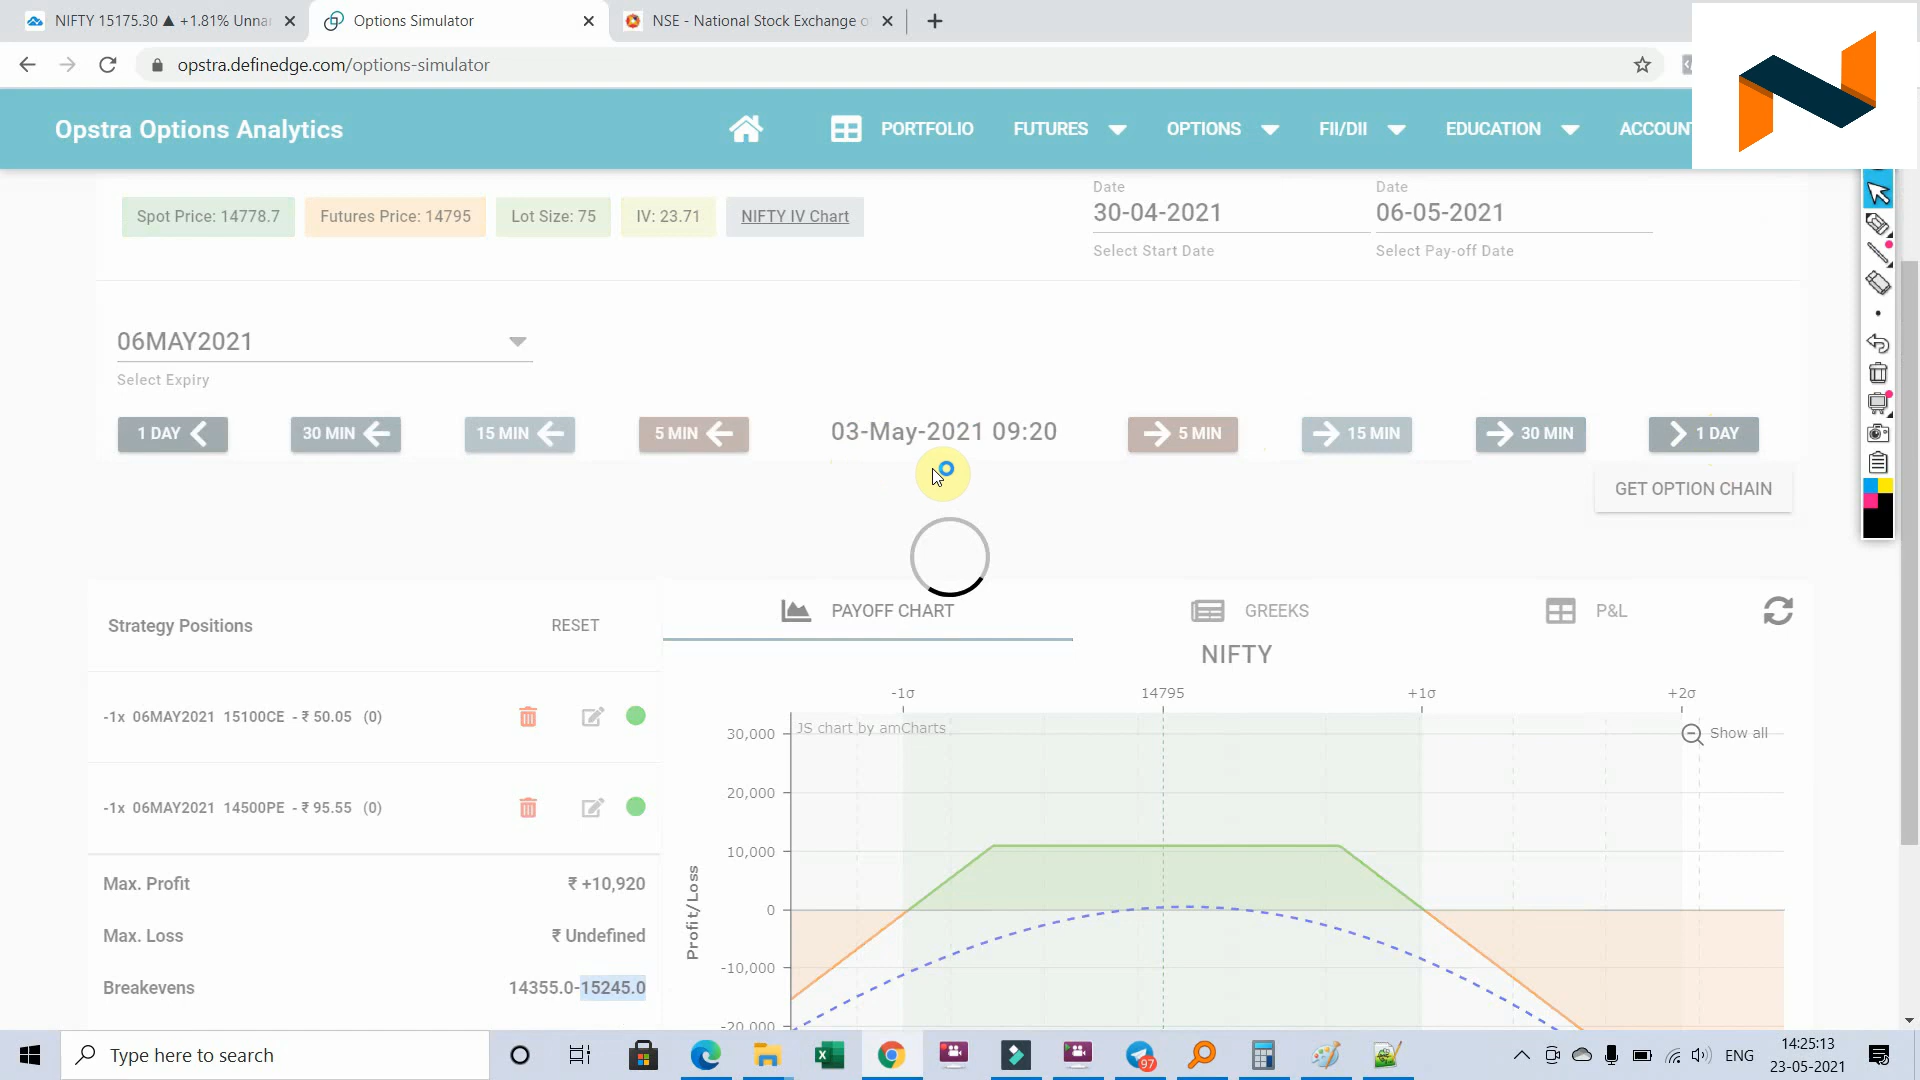 NIFTY 15175.30 ▲ +1.81% Unna
Options Simulator
NSE - National Stock Exchange o
opstra.definedge.com/options-simulator
Opstra Options Analytics
PORTFOLIO
FUTURES
OPTIONS
FII/DII
EDUCATION
ACCOUN
Spot Price: 14778.7
Futures Price: 14795
Lot Size: 75
IV: 23.71
NIFTY IV Chart
Date
30-04-2021
Select Start Date
Date
06-05-2021
Select Pay-off Date
06MAY2021
Select Expiry
1 DAY
30 MIN
15 MIN
5 MIN
03-May-2021 09:20
5 MIN
15 MIN
30 MIN
1 DAY
GET OPTION CHAIN
Strategy Positions
RESET
-1x 06MAY2021 15100CE - ₹ 50.05 (0)
-1x 06MAY2021 14500PE - ₹ 95.55 (0)
Max. Profit
₹ +10,920
Max. Loss
₹ Undefined
Breakevens
14355.0-15245.0
PAYOFF CHART
GREEKS
P&L
NIFTY
-1σ
14795
+1σ
+2σ
JS chart by amCharts
Show all
30,000
20,000
10,000
0
-10,000
-20,000
Profit/Loss
Type here to search
97
ENG
14:25:13
23-05-2021